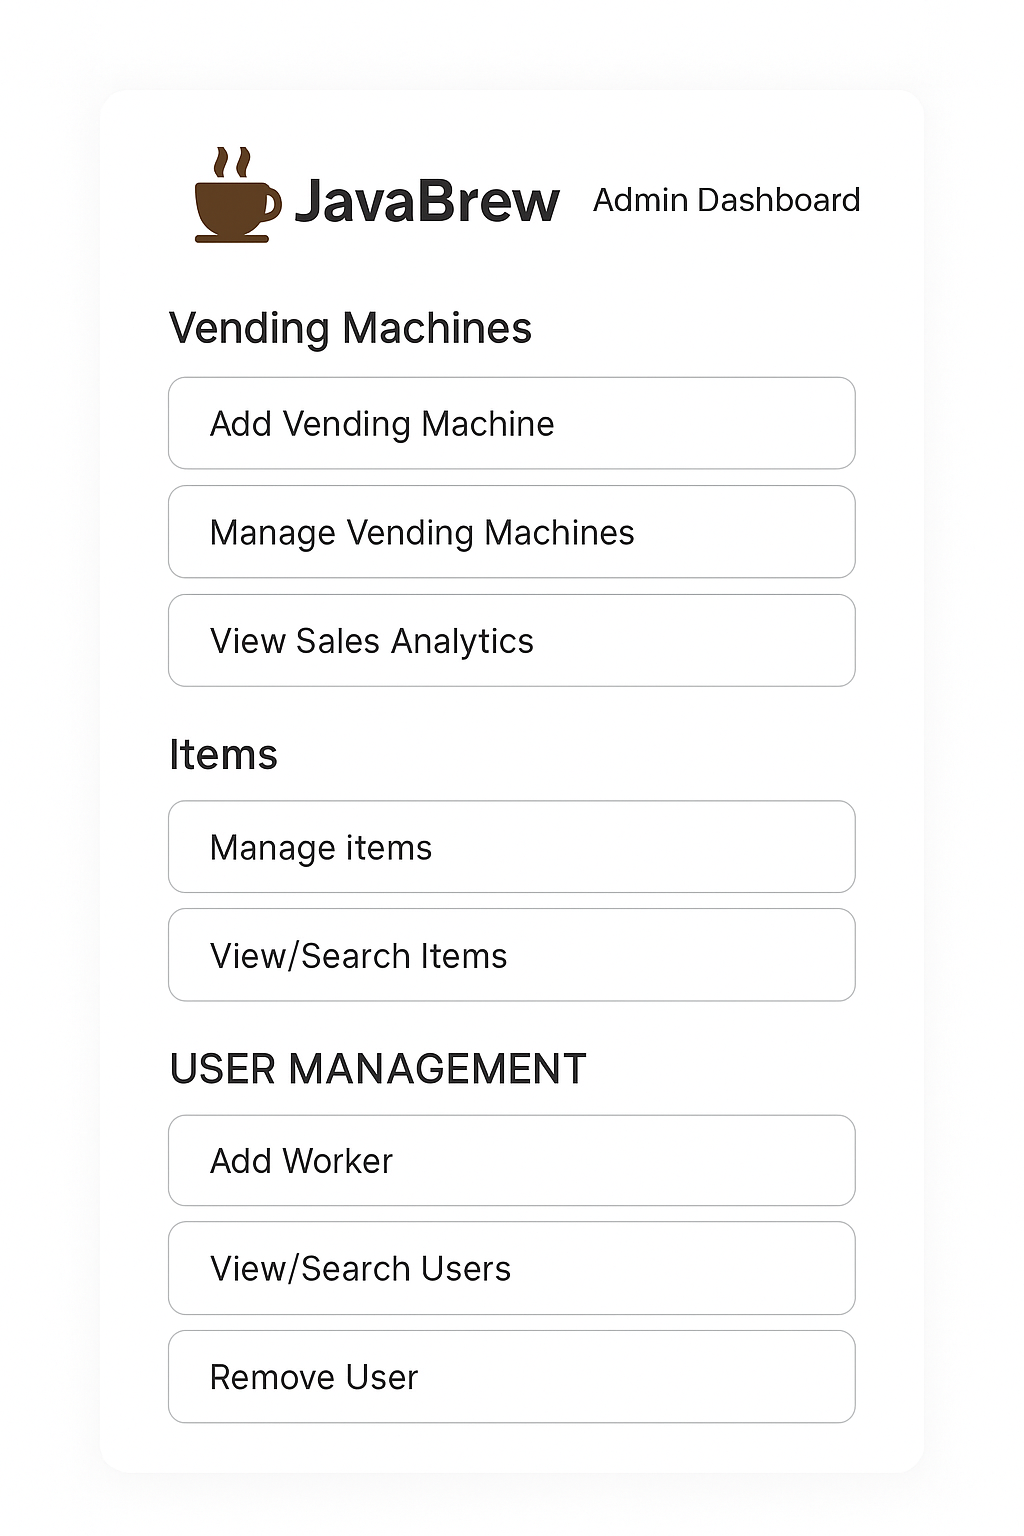 JavaBrew Admin Dashboard
Vending Machines
Add Vending Machine
Manage Vending Machines
View Sales Analytics
Items
Manage items
View/Search Items
USER MANAGEMENT
Add Worker
View/Search Users
Remove User